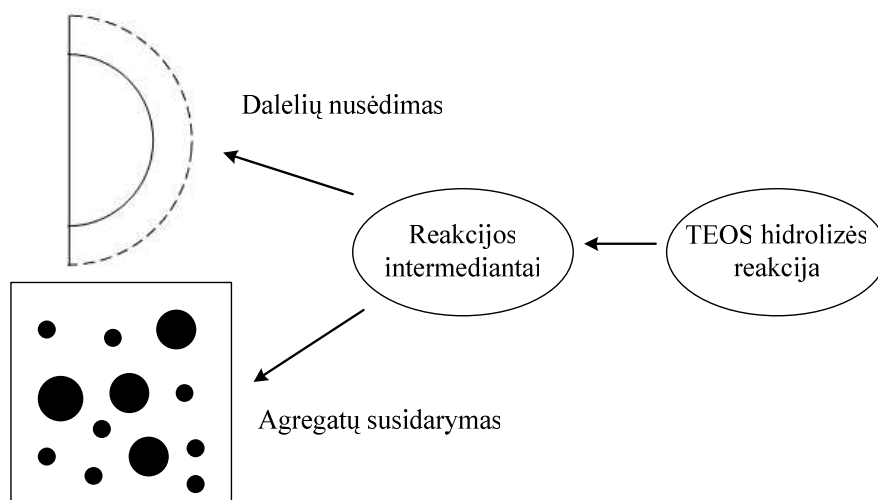 Dalelių nusėdimas
Reakcijos
intermediantai
TEOS hidrolizės
reakcija
Agregatų susidarymas